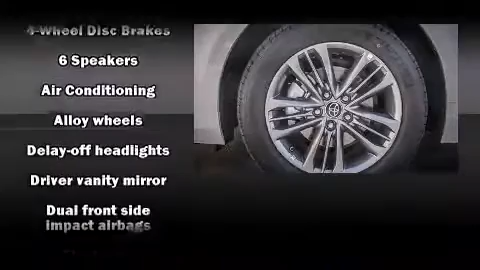 4-Wheel Disc Brakes
6 Speakers
Air Conditioning
Alloy wheels
Delay-off headlights
Driver vanity mirror
Dual front side
impact airbags